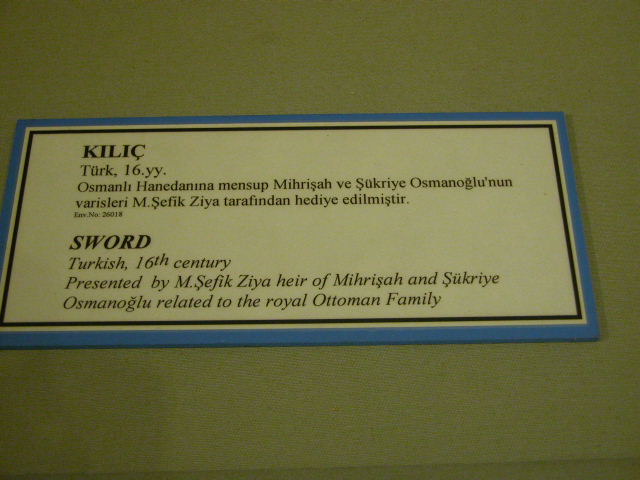 KILIÇ
Türk, 16.yy.
Osmanlı Hanedanına mensup Mihrişah ve Şükriye Osmanoğlu'nun
varisleri M.Şefik Ziya tarafından hediye edilmiştir.
Env.No: 26018
SWORD
Turkish, 16th century
Presented by M.Şefik Ziya heir of Mihrişah and Şükriye
Osmanoğlu related to the royal Ottoman Family